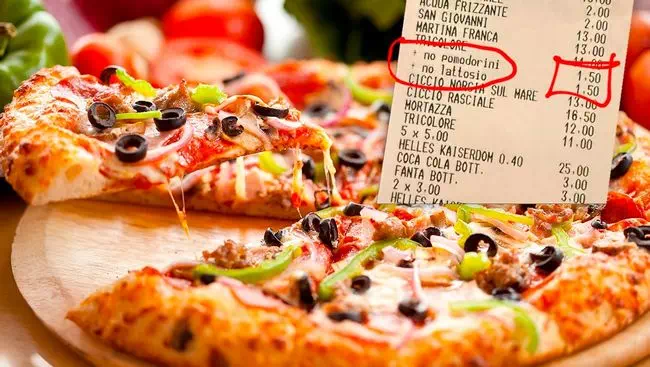 ACQUA FRIZZANTE 2.00
SAN GIOVANNI 13.00
MARTINA FRANCA 13.00
TRICOLORE 11.00
+ no pomodorini 1.50
+ no lattosio 1.50
CICCIO NORCIA SUL MARE 13.00
CICCIO RASCIALE 16.50
MORTAZZA 12.00
TRICOLORE 11.00
5 x 5.00
HELLES KAISERDOM 0.40 25.00
COCA COLA BOTT. 3.00
FANTA BOTT. 3.00
2 x 3.00
HELLES KAISERDOM